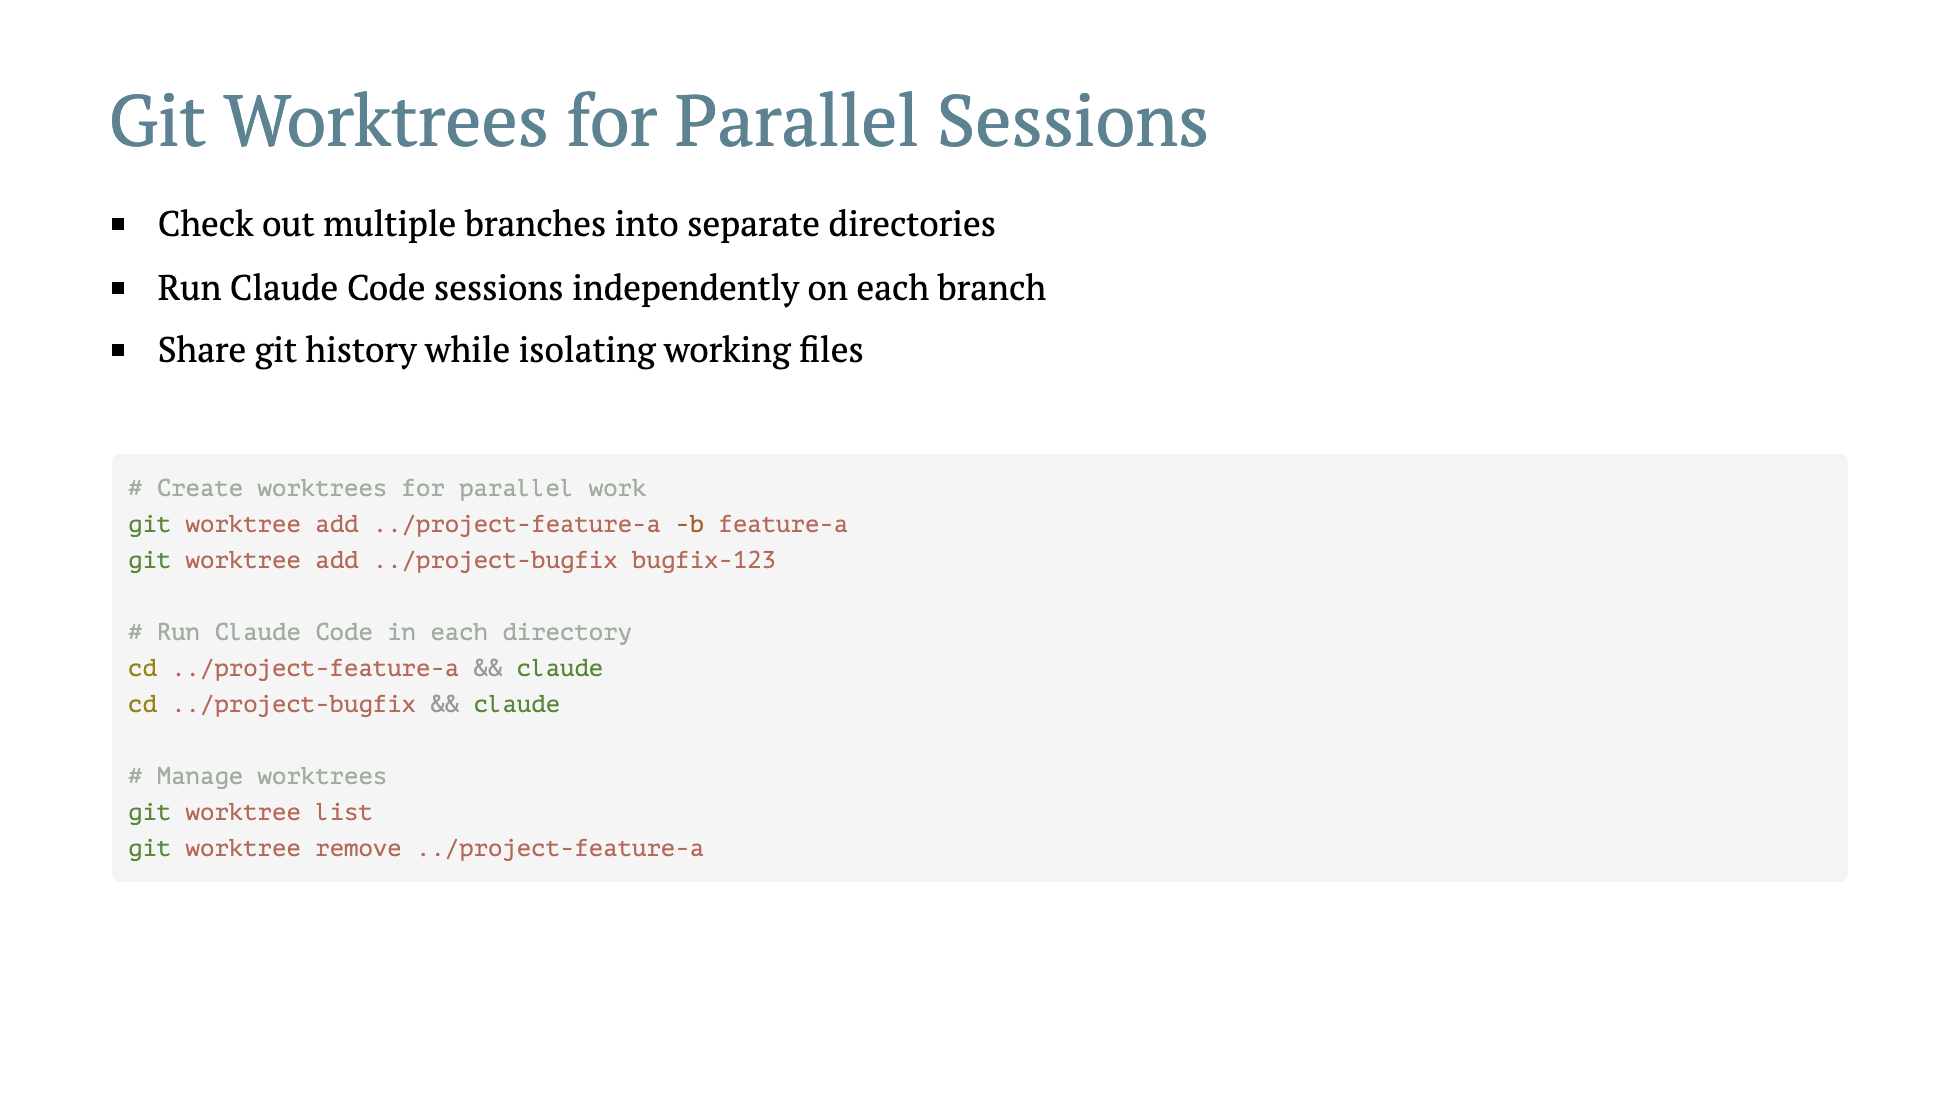 Git Worktrees for Parallel Sessions
▪ Check out multiple branches into separate directories
▪ Run Claude Code sessions independently on each branch
▪ Share git history while isolating working files
# Create worktrees for parallel work
git worktree add ../project-feature-a -b feature-a
git worktree add ../project-bugfix bugfix-123
# Run Claude Code in each directory
cd ../project-feature-a && claude
cd ../project-bugfix && claude
# Manage worktrees
git worktree list
git worktree remove ../project-feature-a